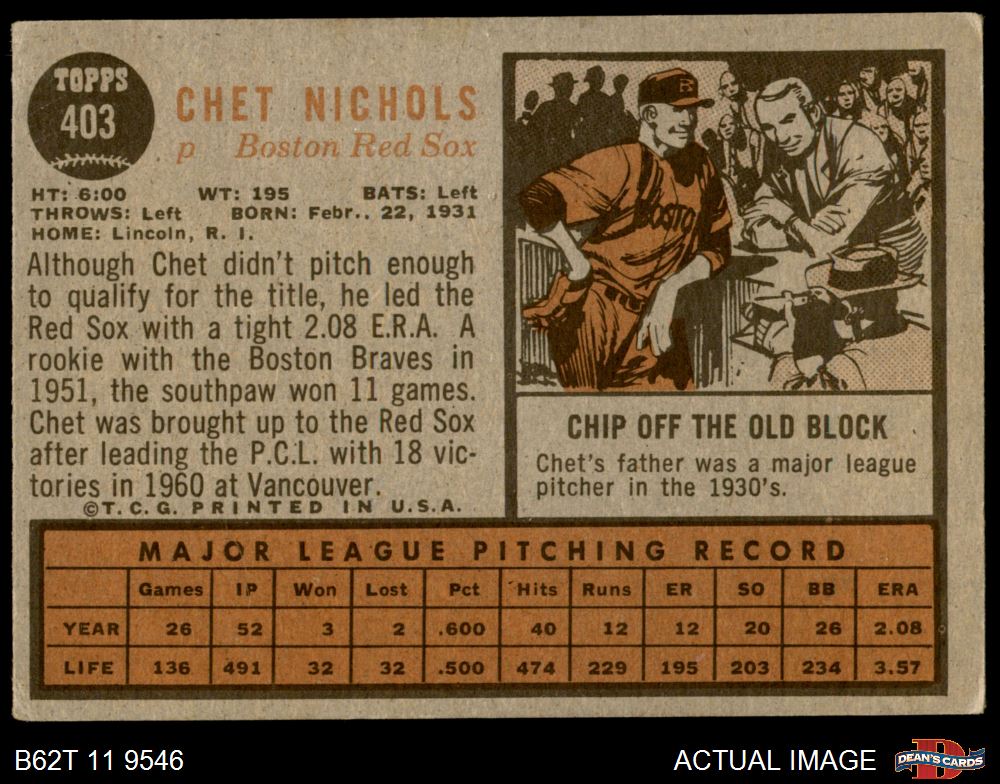 TOPPS
403
CHET NICHOLS
p Boston Red Sox
HT: 6:00 WT: 195 BATS: Left
THROWS: Left BORN: Febr.. 22, 1931
HOME: Lincoln, R. I.
Although Chet didn't pitch enough
to qualify for the title, he led the
Red Sox with a tight 2.08 E.R.A. A
rookie with the Boston Braves in
1951, the southpaw won 11 games.
Chet was brought up to the Red Sox
after leading the P.C.L. with 18 vic-
tories in 1960 at Vancouver.
©T.C.G. PRINTED IN U.S.A.
B
BOSTO
CHIP OFF THE OLD BLOCK
Chet's father was a major league
pitcher in the 1930's.
MAJOR LEAGUE PITCHING RECORD
Games IP Won Lost Pct Hits Runs ER SO BB ERA
YEAR 26 52 3 2 .600 40 12 12 20 26 2.08
LIFE 136 491 32 32 .500 474 229 195 203 234 3.57
B62T 11 9546
ACTUAL IMAGE
D
DEAN'S CARDS